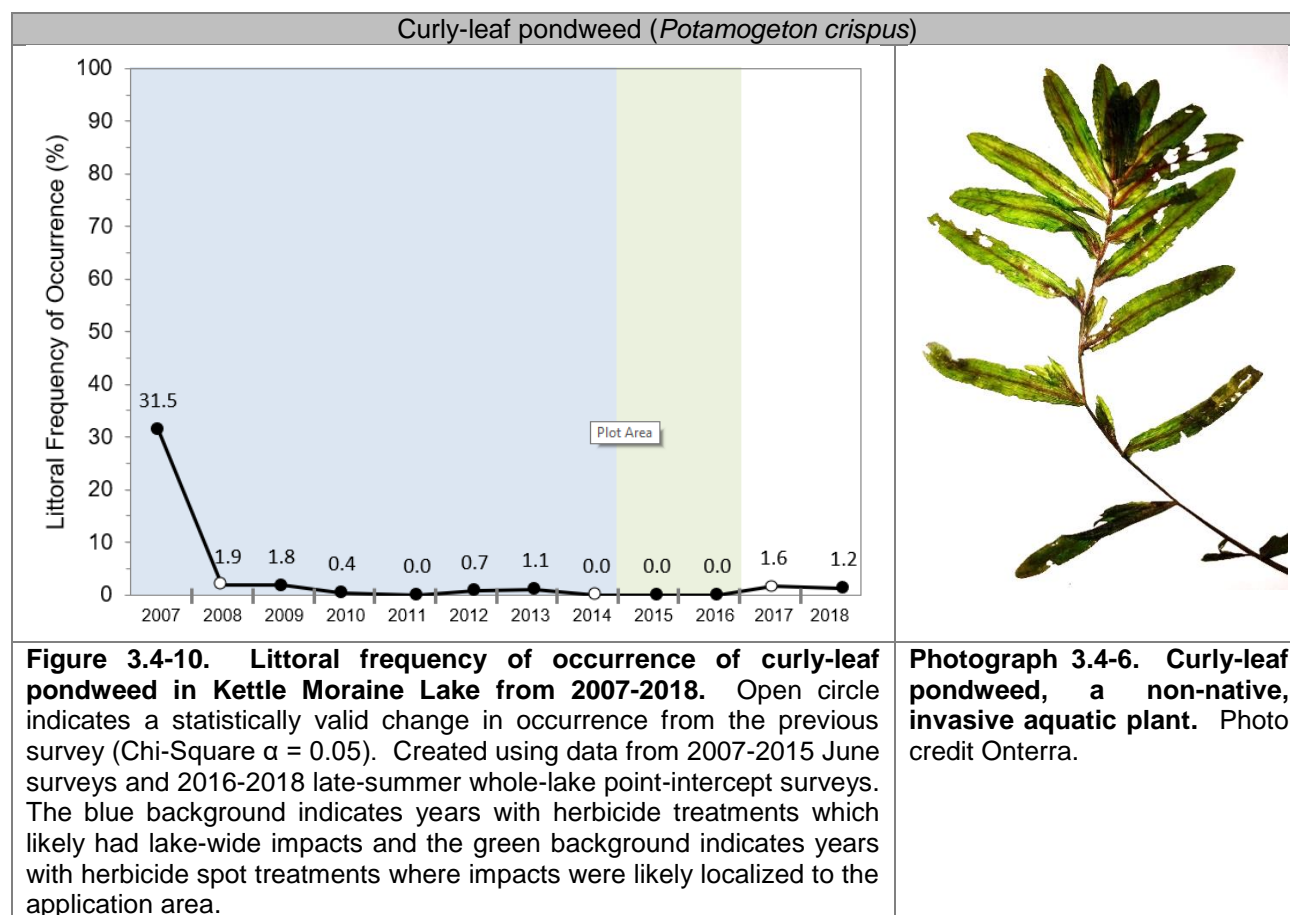 Curly-leaf pondweed (Potamogeton crispus)
100
90
80
70
60
50
40
30
20
10
0
Littoral Frequency of Occurrence (%)
31.5
1.9
1.8
0.4
0.0
0.7
1.1
0.0
0.0
0.0
1.6
1.2
Plot Area
2007 2008 2009 2010 2011 2012 2013 2014 2015 2016 2017 2018
Figure 3.4-10. Littoral frequency of occurrence of curly-leaf
pondweed in Kettle Moraine Lake from 2007-2018. Open circle
indicates a statistically valid change in occurrence from the previous
survey (Chi-Square α = 0.05). Created using data from 2007-2015 June
surveys and 2016-2018 late-summer whole-lake point-intercept surveys.
The blue background indicates years with herbicide treatments which
likely had lake-wide impacts and the green background indicates years
with herbicide spot treatments where impacts were likely localized to the
application area.
Photograph 3.4-6. Curly-leaf
pondweed, a non-native,
invasive aquatic plant. Photo
credit Onterra.